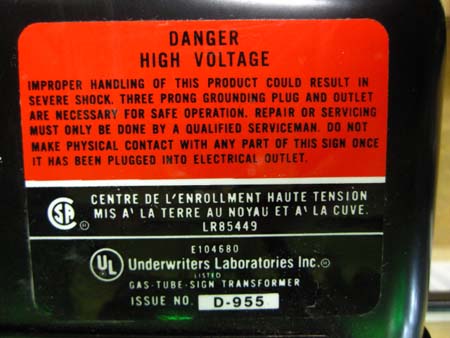 DANGER
HIGH VOLTAGE
IMPROPER HANDLING OF THIS PRODUCT COULD RESULT IN
SEVERE SHOCK. THREE PRONG GROUNDING PLUG AND OUTLET
ARE NECESSARY FOR SAFE OPERATION. REPAIR OR SERVICING
MUST ONLY BE DONE BY A QUALIFIED SERVICEMAN. DO NOT
MAKE PHYSICAL CONTACT WITH ANY PART OF THIS SIGN ONCE
IT HAS BEEN PLUGGED INTO ELECTRICAL OUTLET.
CENTRE DE L'ENROLLMENT HAUTE TENSION
MIS A' LA TERRE AU NOYAU ET A' LA CUVE.
LR85449
SA
E104680
UL Underwriters Laboratories Inc.
LISTED
GAS-TUBE-SIGN TRANSFORMER
ISSUE NO. D-955